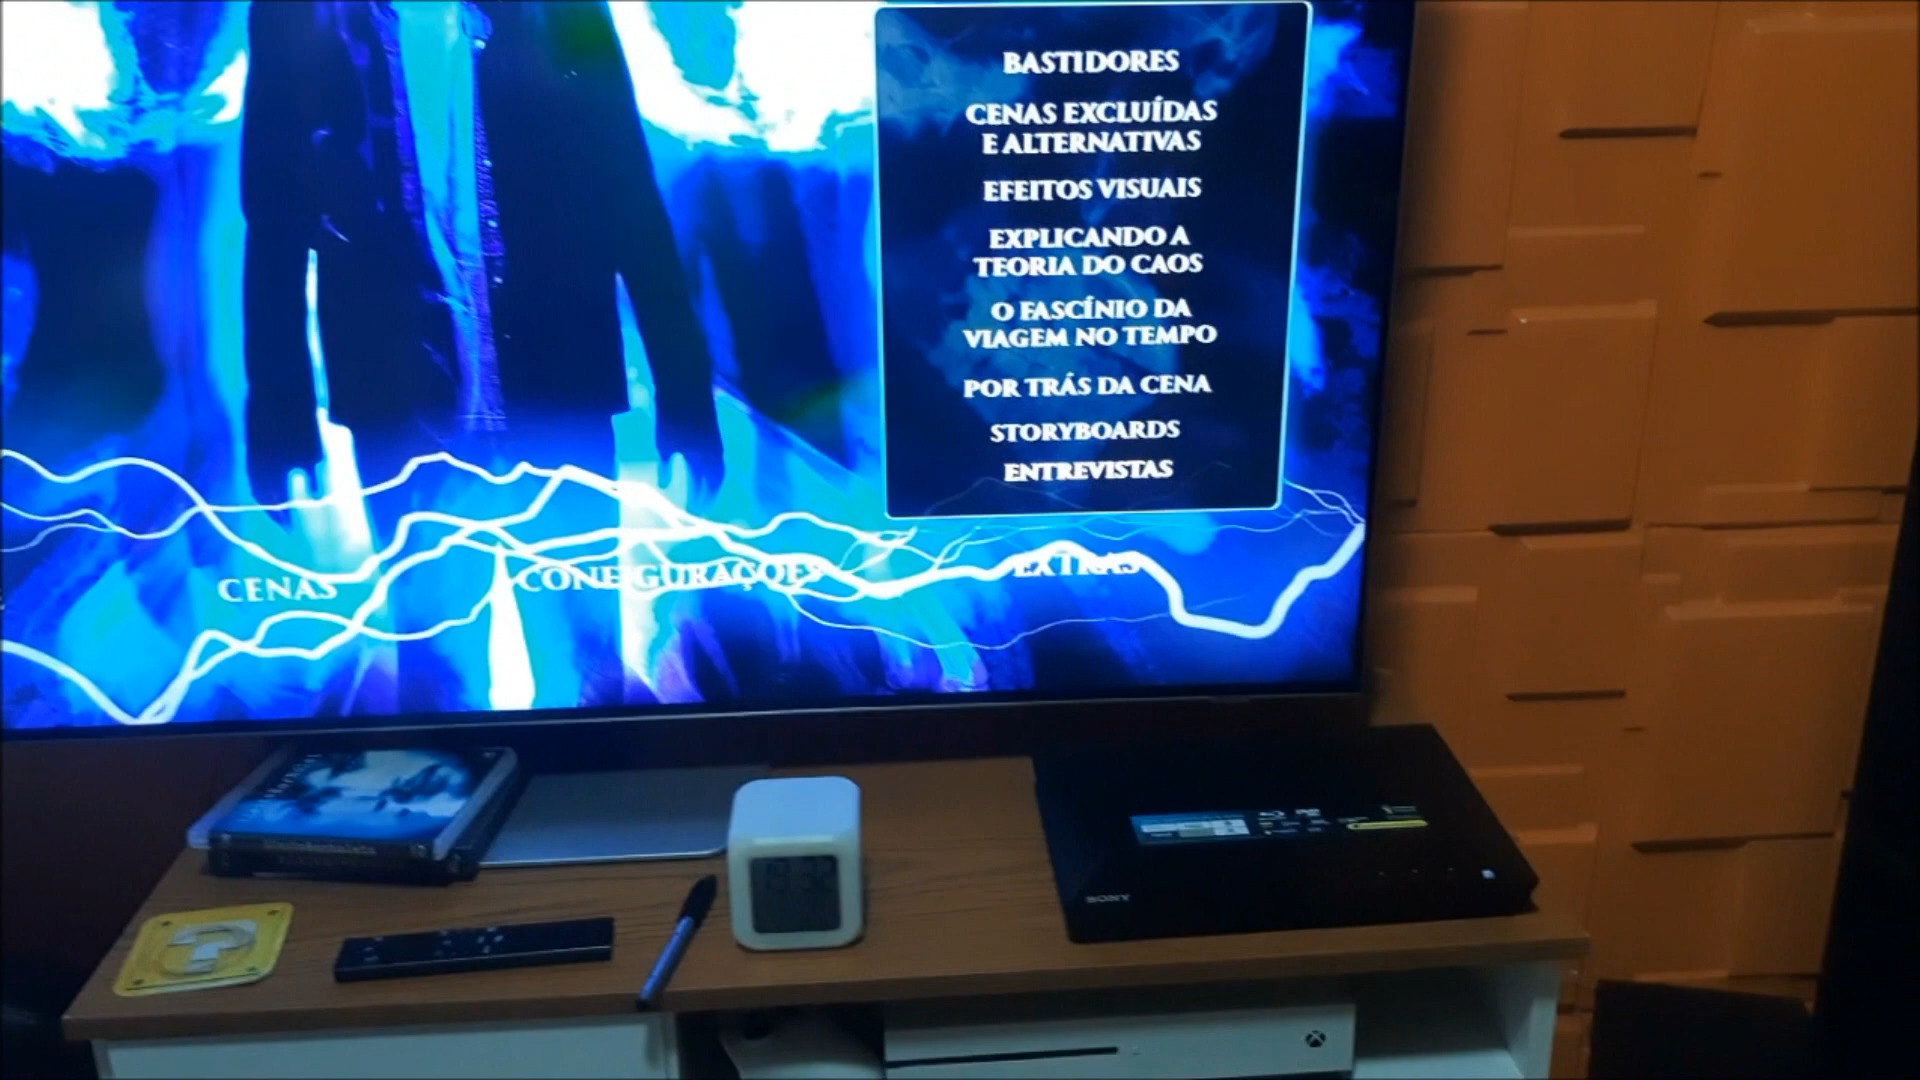 BASTIDORES
CENAS EXCLUÍDAS
E ALTERNATIVAS
EFEITOS VISUAIS
EXPLICANDO A
TEORIA DO CAOS
O FASCÍNIO DA
VIAGEM NO TEMPO
POR TRÁS DA CENA
STORYBOARDS
ENTREVISTAS
CENAS
CONFIGURAÇÕES
EXTRAS
SONY